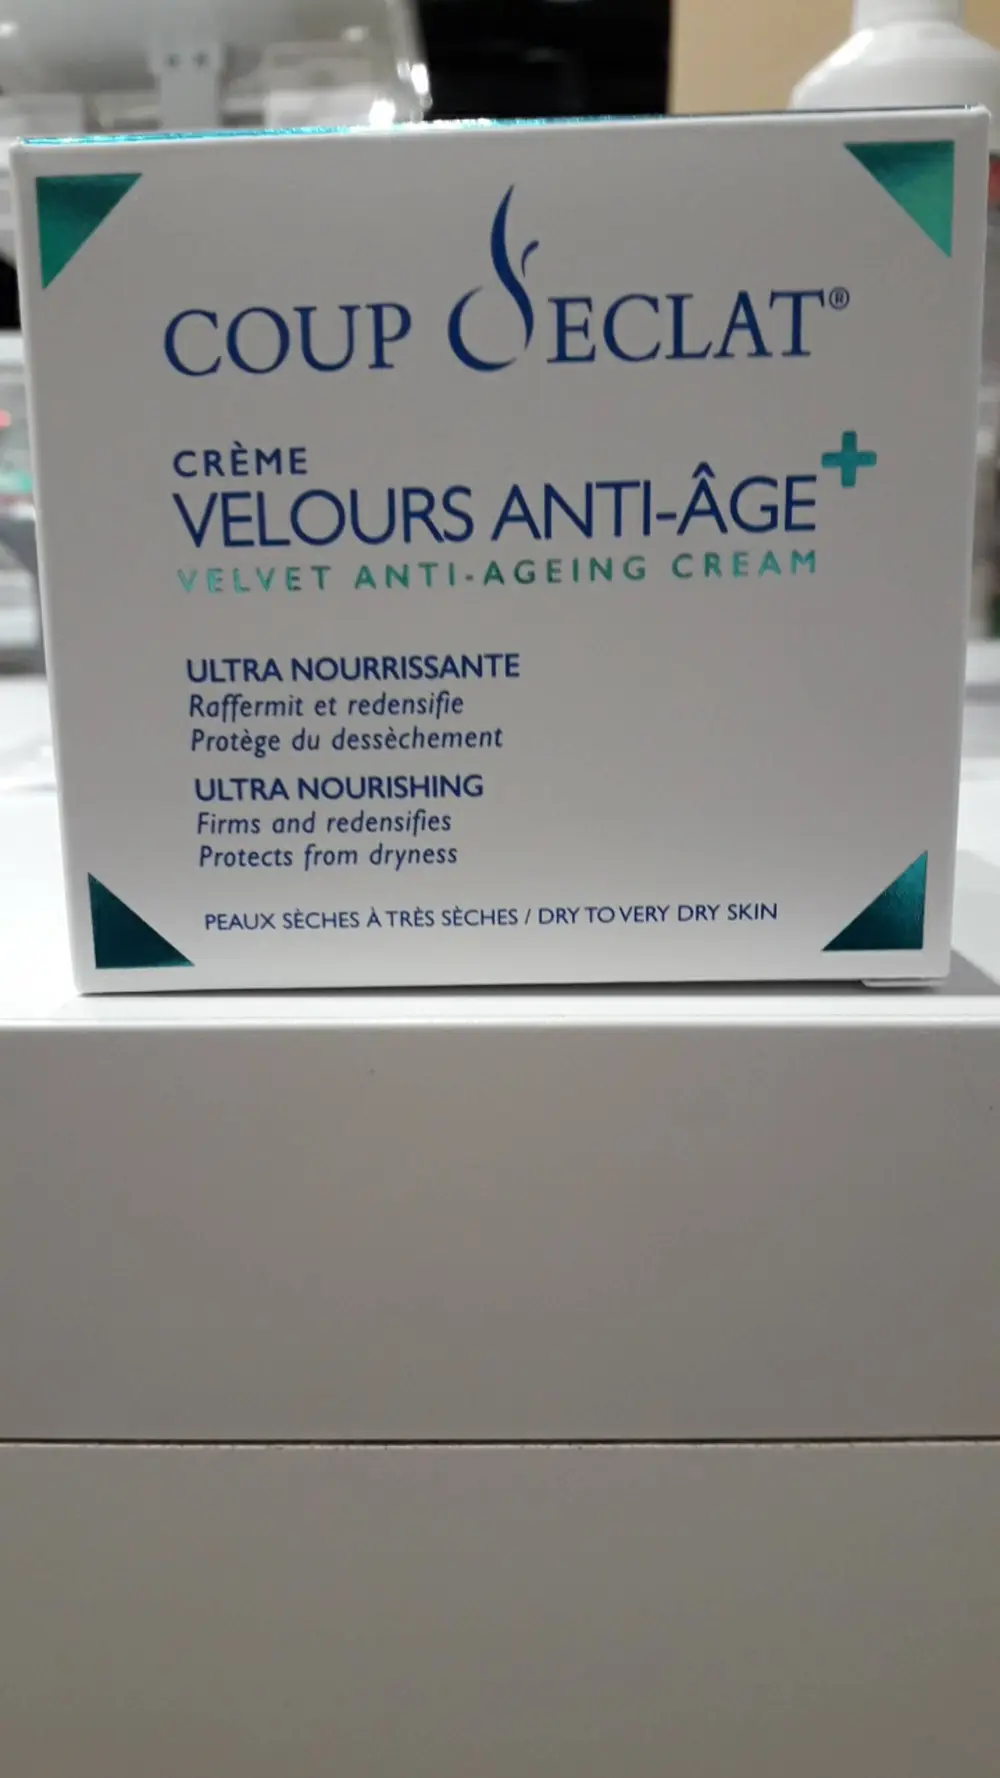 COUP D'ECLAT®
CRÈME
VELOURS ANTI-ÂGE+
VELVET ANTI-AGEING CREAM
ULTRA NOURRISSANTE
Raffermit et redensifie
Protège du dessèchement
ULTRA NOURISHING
Firms and redensifies
Protects from dryness
PEAUX SÈCHES À TRÈS SÈCHES / DRY TO VERY DRY SKIN